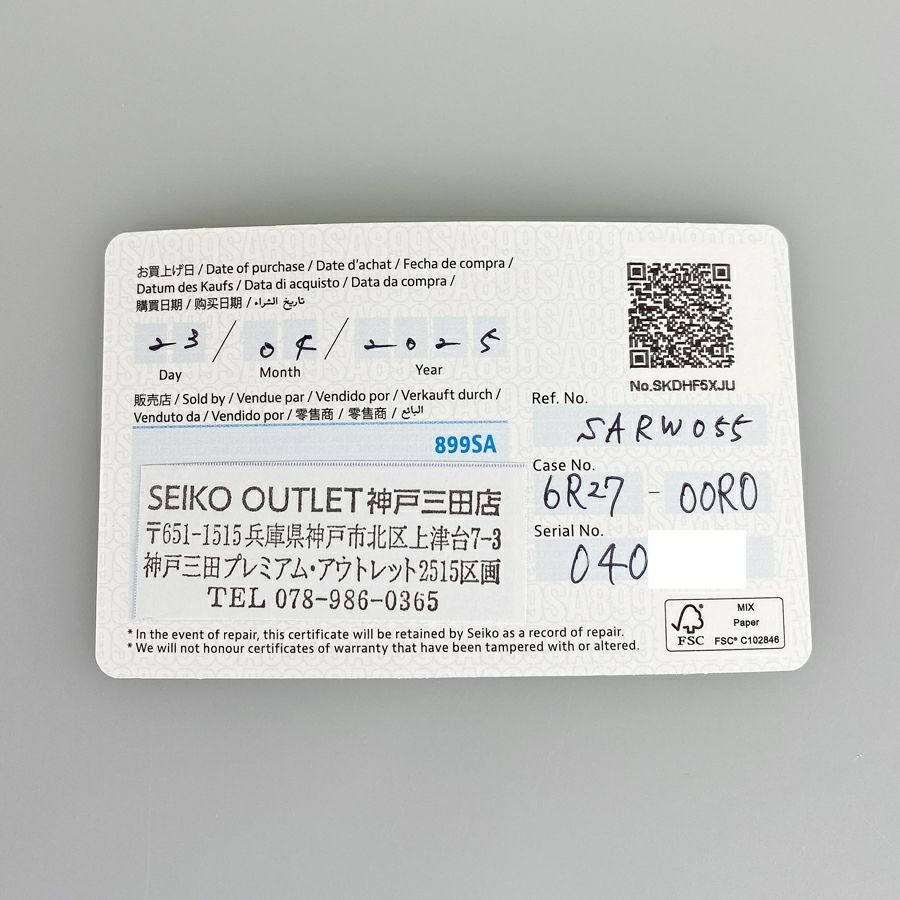 お買上げ日 / Date of purchase / Date d'achat / Fecha de compra /
Datum des Kaufs / Data di acquisto / Data da compra /
購買日期 / 购买日期 / تاريخ الشراء
23 / 04 / 2025
Day Month Year
販売店 / Sold by / Vendue par / Vendido por / Verkauft durch /
Venduto da / Vendido por / 零售商 / 零售商 / البائع
899SA
SEIKO OUTLET神戸三田店
〒651-1515兵庫県神戸市北区上津台7-3
神戸三田プレミアム・アウトレット2515区画
TEL 078-986-0365
* In the event of repair, this certificate will be retained by Seiko as a record of repair.
* We will not honour certificates of warranty that have been tampered with or altered.
No.SKDHF5XJU
Ref. No.
SARW055
Case No.
6R27 - 00R0
Serial No.
040
FSC
MIX
Paper
FSC® C102846